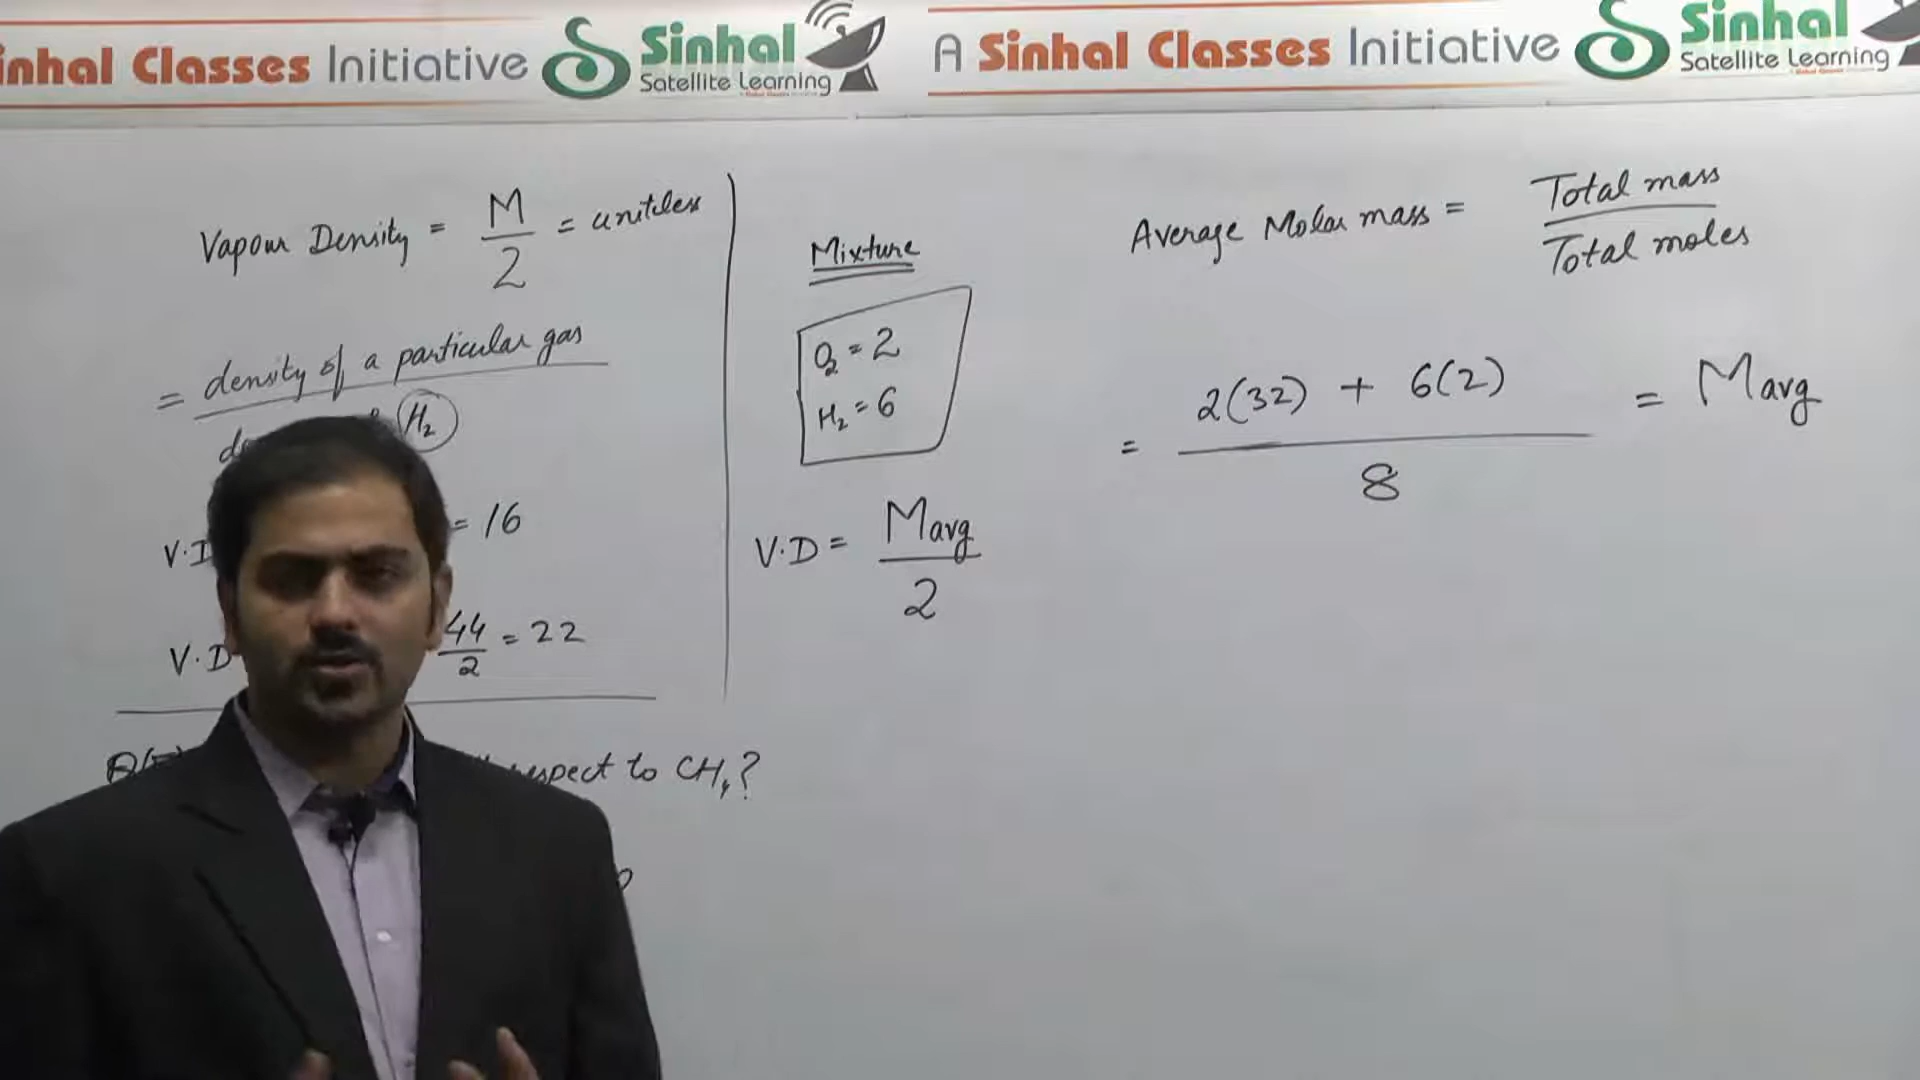 inhal Classes Initiative Sinhal Satellite Learning
A Sinhal Classes Initiative Sinhal Satellite Learning
Vapour Density = M/2 = unitless
= density of a particular gas
H₂
V.D = 16
V.D 44/2 = 22
respect to CH₄?
Mixture
O₂ = 2
H₂ = 6
V.D = Mavg/2
Average Molar mass = Total mass/Total moles
= 2(32) + 6(2)/8 = Mavg